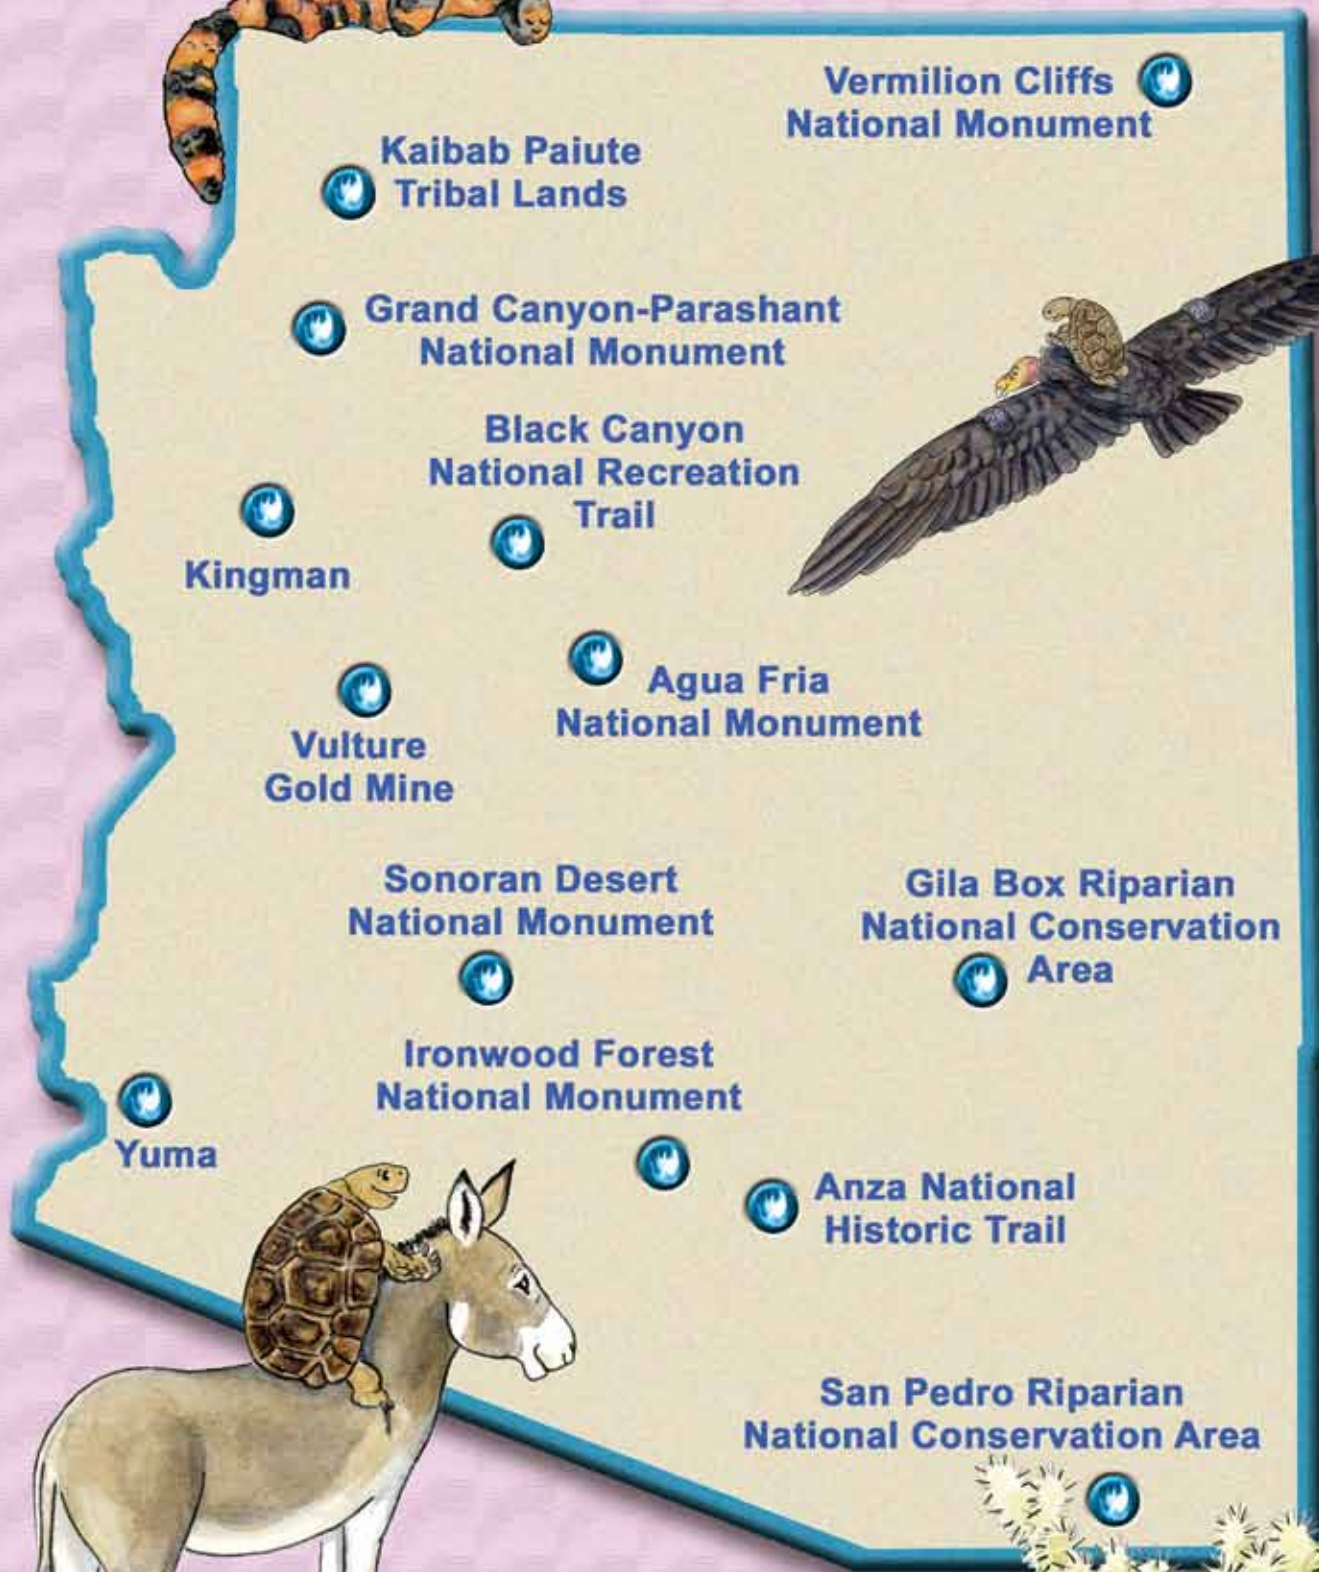 Vermilion Cliffs
National Monument
Kaibab Paiute
Tribal Lands
Grand Canyon-Parashant
National Monument
Black Canyon
National Recreation
Trail
Kingman
Agua Fria
National Monument
Vulture
Gold Mine
Sonoran Desert
National Monument
Gila Box Riparian
National Conservation
Area
Ironwood Forest
National Monument
Yuma
Anza National
Historic Trail
San Pedro Riparian
National Conservation Area